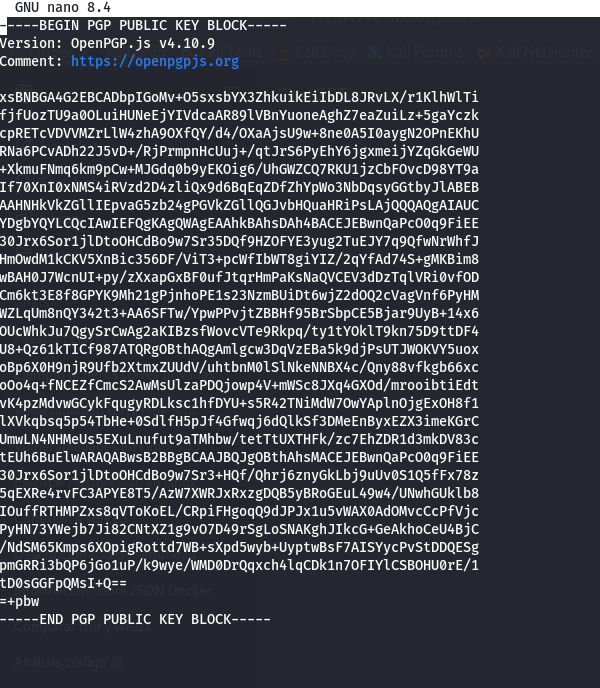 GNU nano 8.4
-----BEGIN PGP PUBLIC KEY BLOCK-----
Version: OpenPGP.js v4.10.9
Comment: https://openpgpjs.org
xsBNBGA4G2EBCADbpIGoMv+O5sxsbYX3ZhkuikEiIbDL8JRvLX/r1KlhWlTi
fjfUozTU9a0OLuiHUNeEjYIVdcaAR89lVBnYuoneAghZ7eaZuiLz+5gaYczk
cpRETcVDVVMZrLlW4zhA9OXfQY/d4/OXaAjsU9w+8ne0A5I0aygN2OPnEKhU
RNa6PCvADh22J5vD+/RjPrmpnHcUuj+/qtJrS6PyEhY6jgxmeijYZqGkGeWU
+XkmuFNmq6km9pCw+MJGdq0b9yEKOig6/UhGWZCQ7RKU1jzCbFOvcD98YT9a
If70XnI0xNMS4iRVzd2D4zliQx9d6BqEqZDfZhYpWo3NbDqsyGGtbyJlABEB
AAHNHkVkZGllIEpvaG5zb24gPGVkZGllQGJvbHQuaHRiPsLAjQQQAQgAIAUC
YDgbYQYLCQcIAwIEFQgKAgQWAgEAAhkBAhsDAh4BACEJEBwnQaPcO0q9FiEE
30Jrx6Sor1jlDtoOHCdBo9w7Sr35DQf9HZOFYE3yug2TuEJY7q9QfwNrWhfJ
HmOwdM1kCKV5XnBic356DF/ViT3+pcWfIbWT8giYIZ/2qYfAd74S+gMKBim8
wBAH0J7WcnUI+py/zXxapGxBF0ufJtqrHmPaKsNaQVCEV3dDzTqlVRi0vfOD
Cm6kt3E8f8GPYK9Mh21gPjnhoPE1s23NzmBUiDt6wjZ2dOQ2cVagVnf6PyHM
WZLqUm8nQY342t3+AA6SFTw/YpwPPvjtZBBHf95BrSbpCE5Bjar9UyB+14x6
OUcWhkJu7QgySrCwAg2aKIBzsfWovcVTe9Rkpq/ty1tYOklT9kn75D9ttDF4
U8+Qz61kTICf987ATQRgOBthAQgAmlgcw3DqVzEBa5k9djPsUTJWOKVY5uox
oBp6X0H9njR9Ufb2XtmxZUUdV/uhtbnM0lSlNkeNNBX4c/Qny88vfkgb66xc
oOo4q+fNCEZfCmcS2AwMsUlzaPDQjowp4V+mWSc8JXq4GXOd/mrooibtiEdt
vK4pzMdvwGCykFqugyRDLksc1hfDYU+s5R42TNiMdW7OwYAplnOjgExOH8f1
lXVkqbsq5p54TbHe+0SdlfH5pJf4Gfwqj6dQlkSf3DMeEnByxEZX3imeKGrC
UmwLN4NHMeUs5EXuLnufut9aTMhbw/tetTtUXTHFk/zc7EhZDR1d3mkDV83c
tEUh6BuElwARAQABwsB2BBgBCAAJBQJgOBthAhsMACEJEBwnQaPcO0q9FiEE
30Jrx6Sor1jlDtoOHCdBo9w7Sr3+HQf/Qhrj6znyGkLbj9uUv0S1Q5fFx78z
5qEXRe4rvFC3APYE8T5/AzW7XWRJxRxzgDQB5yBRoGEuL49w4/UNwhGUklb8
IOuffRTHMPZxs8qVToKoEL/CRpiFHgoqQ9dJPJx1u5vWAX0AdOMvcCcPfVjc
PyHN73YWejb7Ji82CNtXZ1g9vO7D49rSgLoSNAKghJIkcG+GeAkhoCeU4BjC
/NdSM65Kmps6XOpigRottd7WB+sXpd5wyb+UyptwBsF7AISYycPvStDDQESg
pmGRRi3bQP6jGo1uP/k9wye/WMD0DrQqxch4lqCDk1n7OFIYlCSBOHU0rE/1
tD0sGGFpQMsI+Q==
=+pbw
-----END PGP PUBLIC KEY BLOCK-----
Análisis código JS